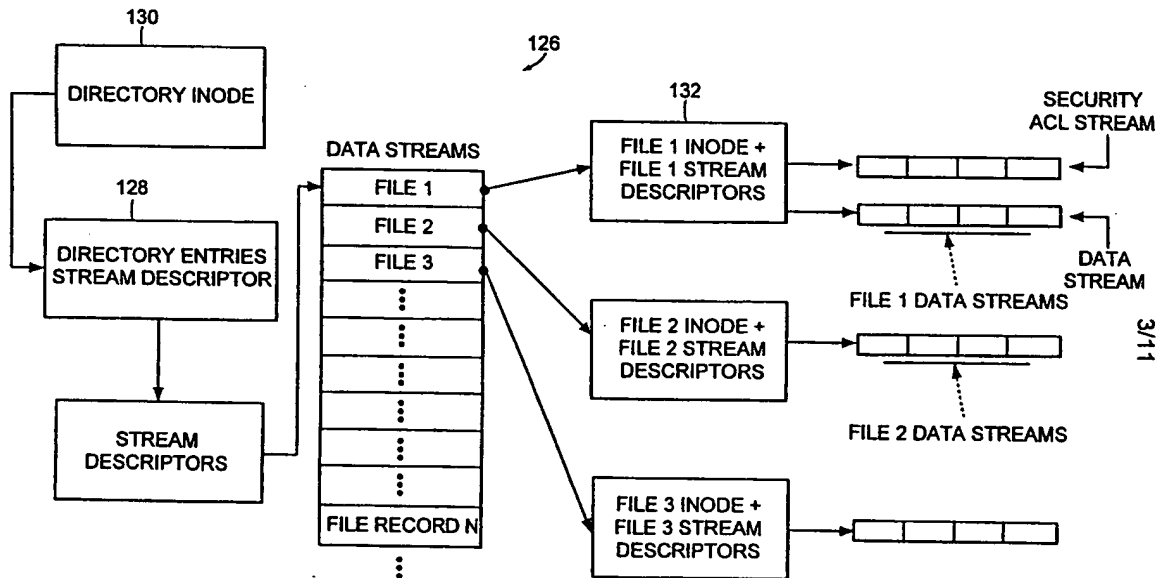 130
DIRECTORY INODE
128
DIRECTORY ENTRIES
STREAM DESCRIPTOR
STREAM
DESCRIPTORS
126
DATA STREAMS
FILE 1
FILE 2
FILE 3
FILE RECORD N
132
FILE 1 INODE +
FILE 1 STREAM
DESCRIPTORS
FILE 2 INODE +
FILE 2 STREAM
DESCRIPTORS
FILE 3 INODE +
FILE 3 STREAM
DESCRIPTORS
SECURITY
ACL STREAM
DATA
STREAM
FILE 1 DATA STREAMS
FILE 2 DATA STREAMS
3/11